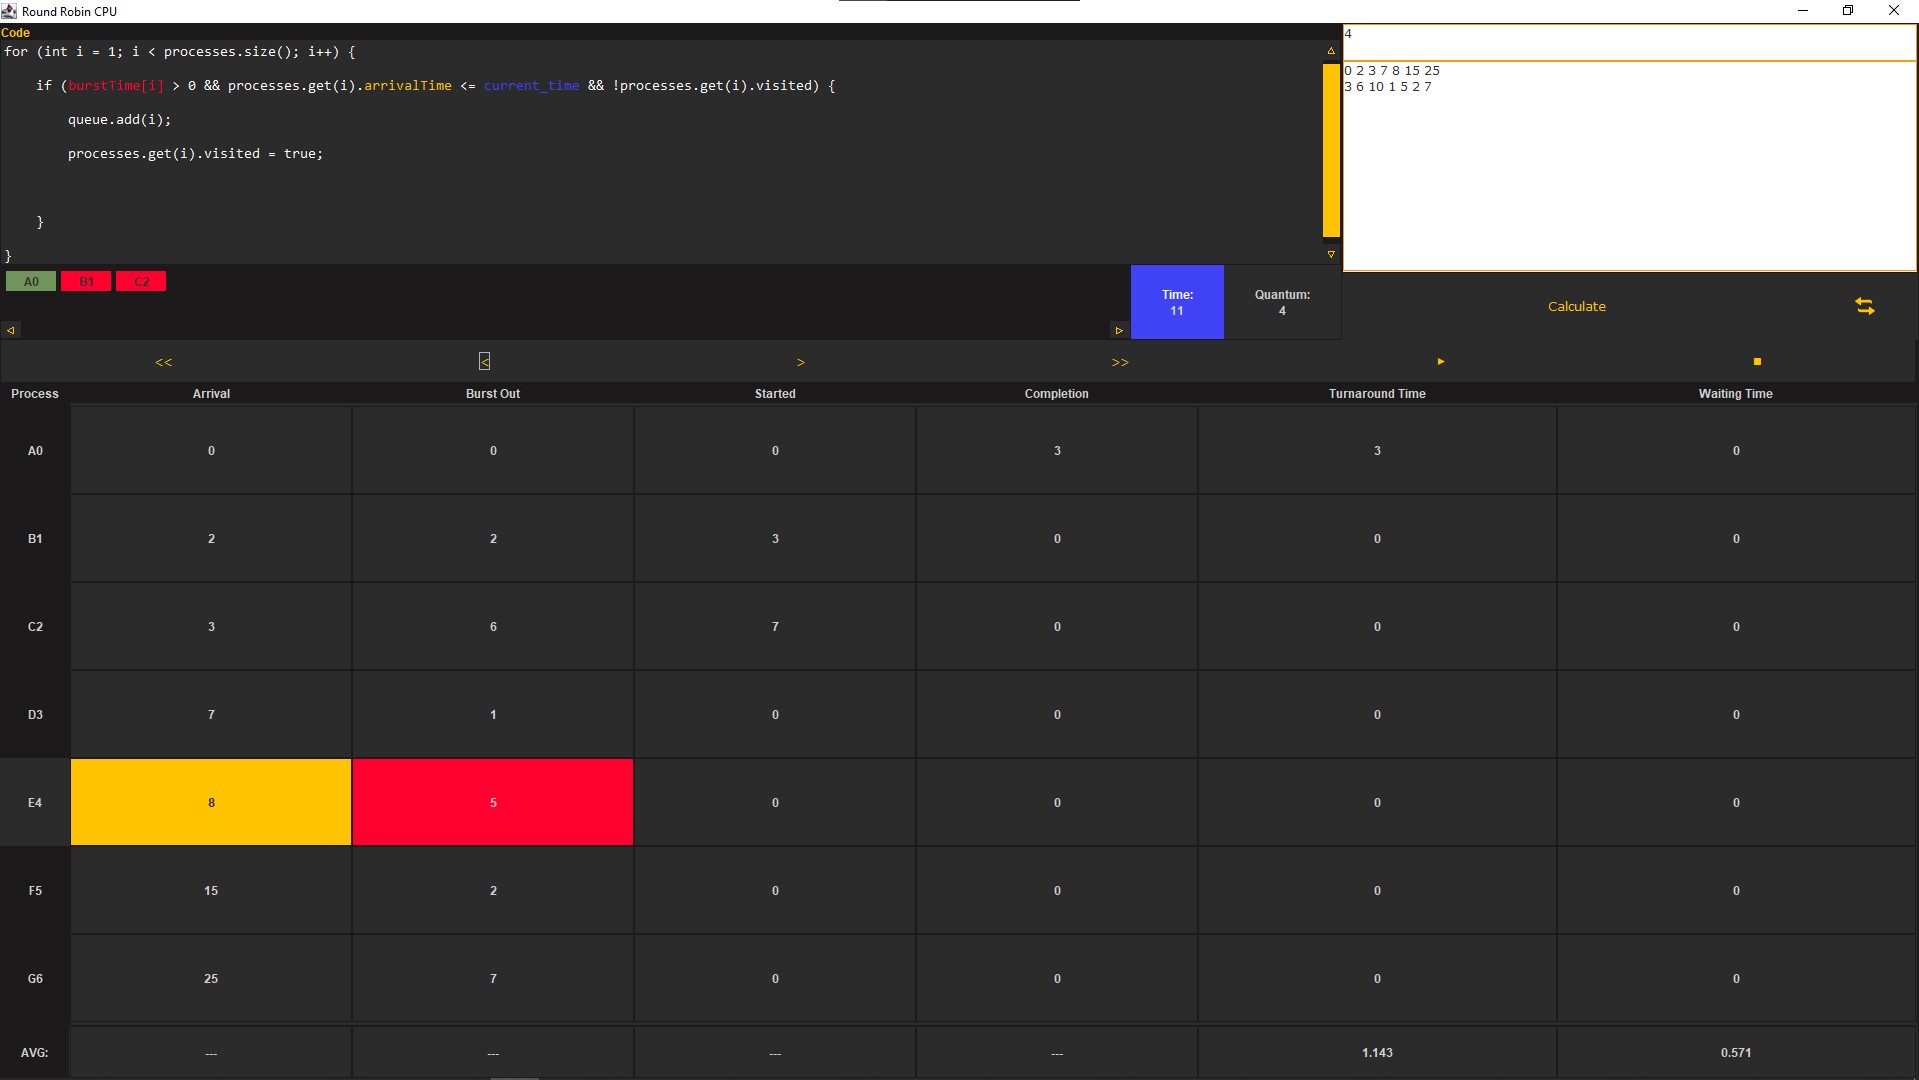 Round Robin CPU
Code
for (int i = 1; i < processes.size(); i++) {
if (burstTime[i] > 0 && processes.get(i).arrivalTime <= current_time && !processes.get(i).visited) {
queue.add(i);
processes.get(i).visited = true;
}
}
4
0 2 3 7 8 15 25
3 6 10 1 5 2 7
A0 B1 C2
Time:
11
Quantum:
4
Calculate
<< < > >>
Process Arrival Burst Out Started Completion Turnaround Time Waiting Time
A0 0 0 0 3 3 0
B1 2 2 3 0 0 0
C2 3 6 7 0 0 0
D3 7 1 0 0 0 0
E4 8 5 0 0 0 0
F5 15 2 0 0 0 0
G6 25 7 0 0 0 0
AVG: --- --- --- --- 1.143 0.571